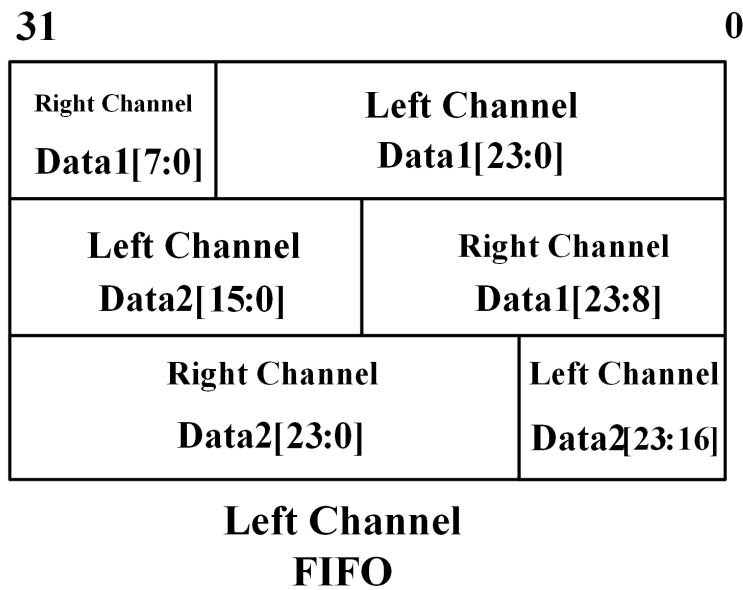 31 0
Right Channel
Data1[7:0]
Left Channel
Data1[23:0]
Left Channel
Data2[15:0]
Right Channel
Data1[23:8]
Right Channel
Data2[23:0]
Left Channel
Data2[23:16]
Left Channel
FIFO